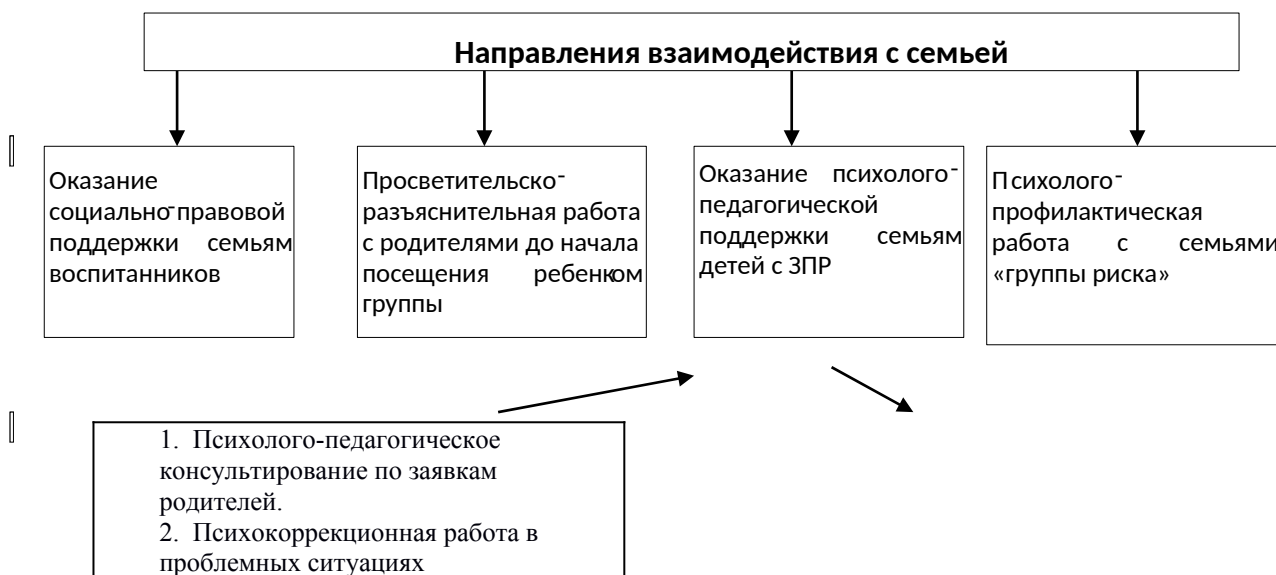 Направления взаимодействия с семьей
Оказание
социально-правовой
поддержки семьям
воспитанников
Просветительско-
разъяснительная работа
с родителями до начала
посещения ребенком
группы
Оказание психолого-
педагогической
поддержки семьям
детей с ЗПР
Психолого-
профилактическая
работа с семьями
«группы риска»
1. Психолого-педагогическое
консультирование по заявкам
родителей.
2. Психокоррекционная работа в
проблемных ситуациях